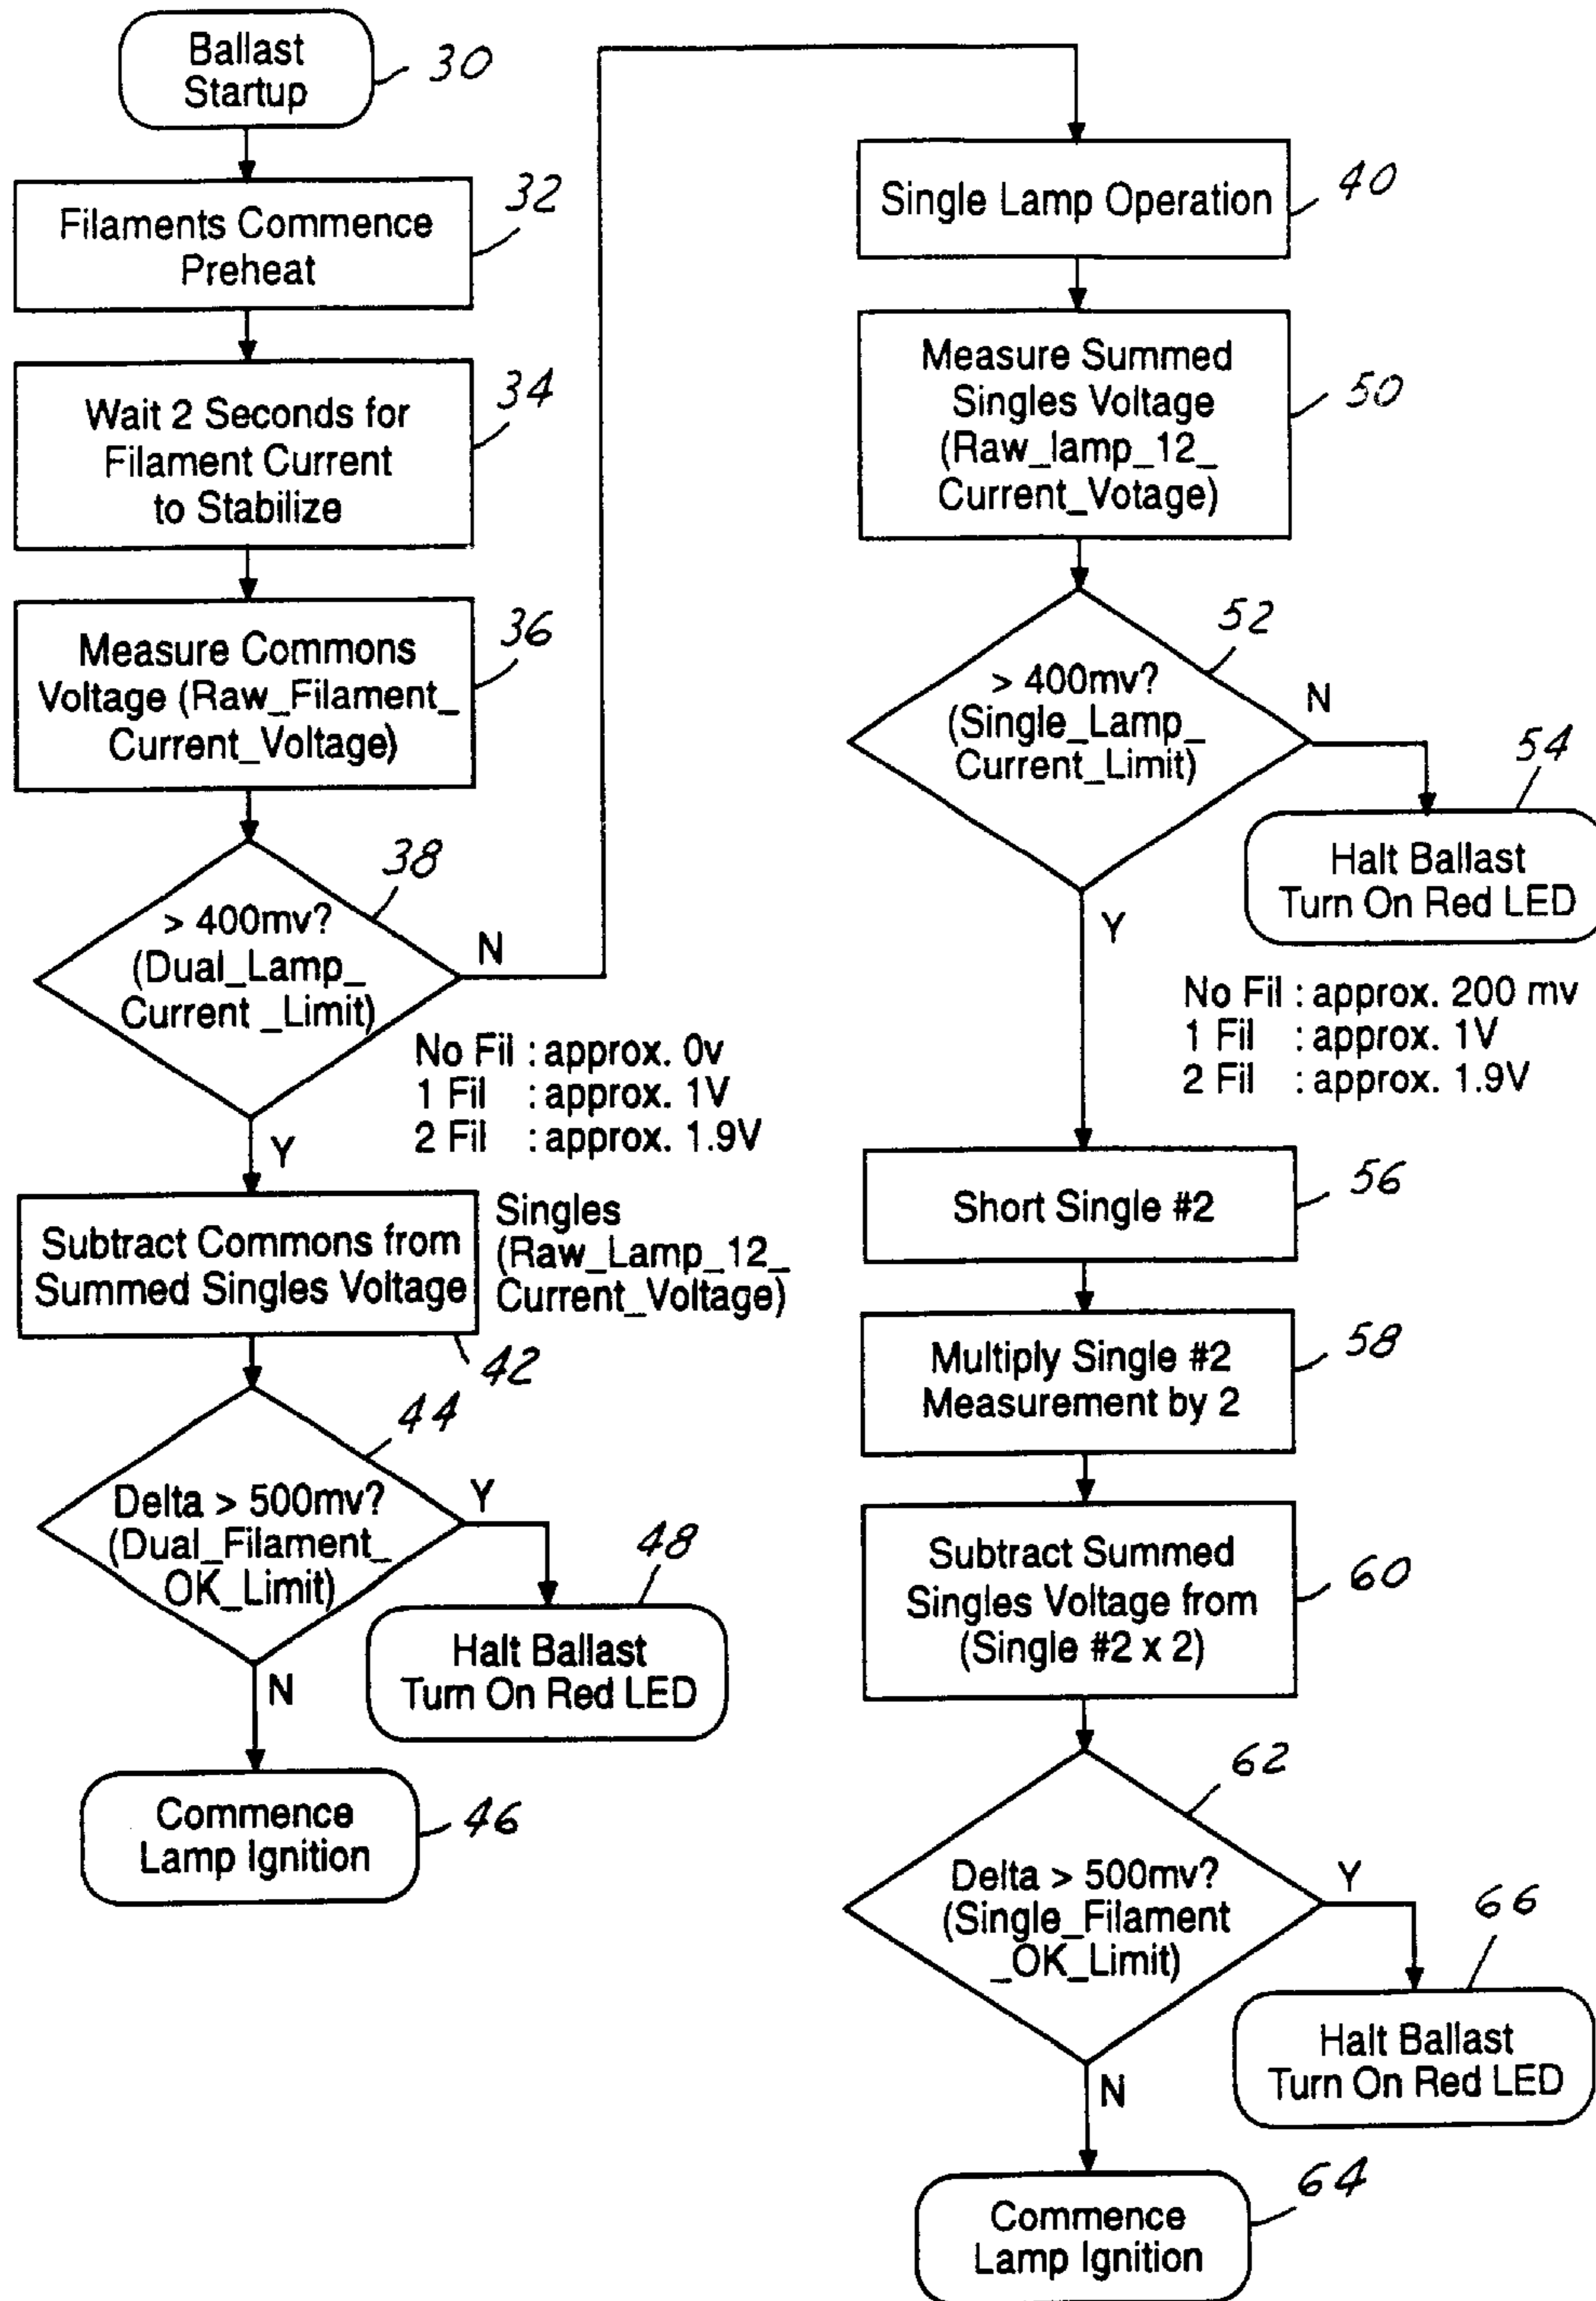 Ballast
Startup
30
Filaments Commence
Preheat
32
Wait 2 Seconds for
Filament Current
to Stabilize
34
Measure Commons
Voltage (Raw_Filament_
Current_Voltage)
36
> 400mv?
(Dual_Lamp_
Current _Limit)
38
N
No Fil : approx. 0v
1 Fil : approx. 1V
2 Fil : approx. 1.9V
Y
Subtract Commons from
Summed Singles Voltage
42
Singles
(Raw_Lamp_12_
Current_Voltage)
Delta > 500mv?
(Dual_Filament_
OK_Limit)
44
Y
Halt Ballast
Turn On Red LED
48
N
Commence
Lamp Ignition
46
Single Lamp Operation
40
Measure Summed
Singles Voltage
(Raw_lamp_12_
Current_Votage)
50
> 400mv?
(Single_Lamp_
Current_Limit)
52
N
Halt Ballast
Turn On Red LED
54
Y
No Fil : approx. 200 mv
1 Fil : approx. 1V
2 Fil : approx. 1.9V
Short Single #2
56
Multiply Single #2
Measurement by 2
58
Subtract Summed
Singles Voltage from
(Single #2 x 2)
60
Delta > 500mv?
(Single_Filament
_OK_Limit)
62
Y
Halt Ballast
Turn On Red LED
66
N
Commence
Lamp Ignition
64